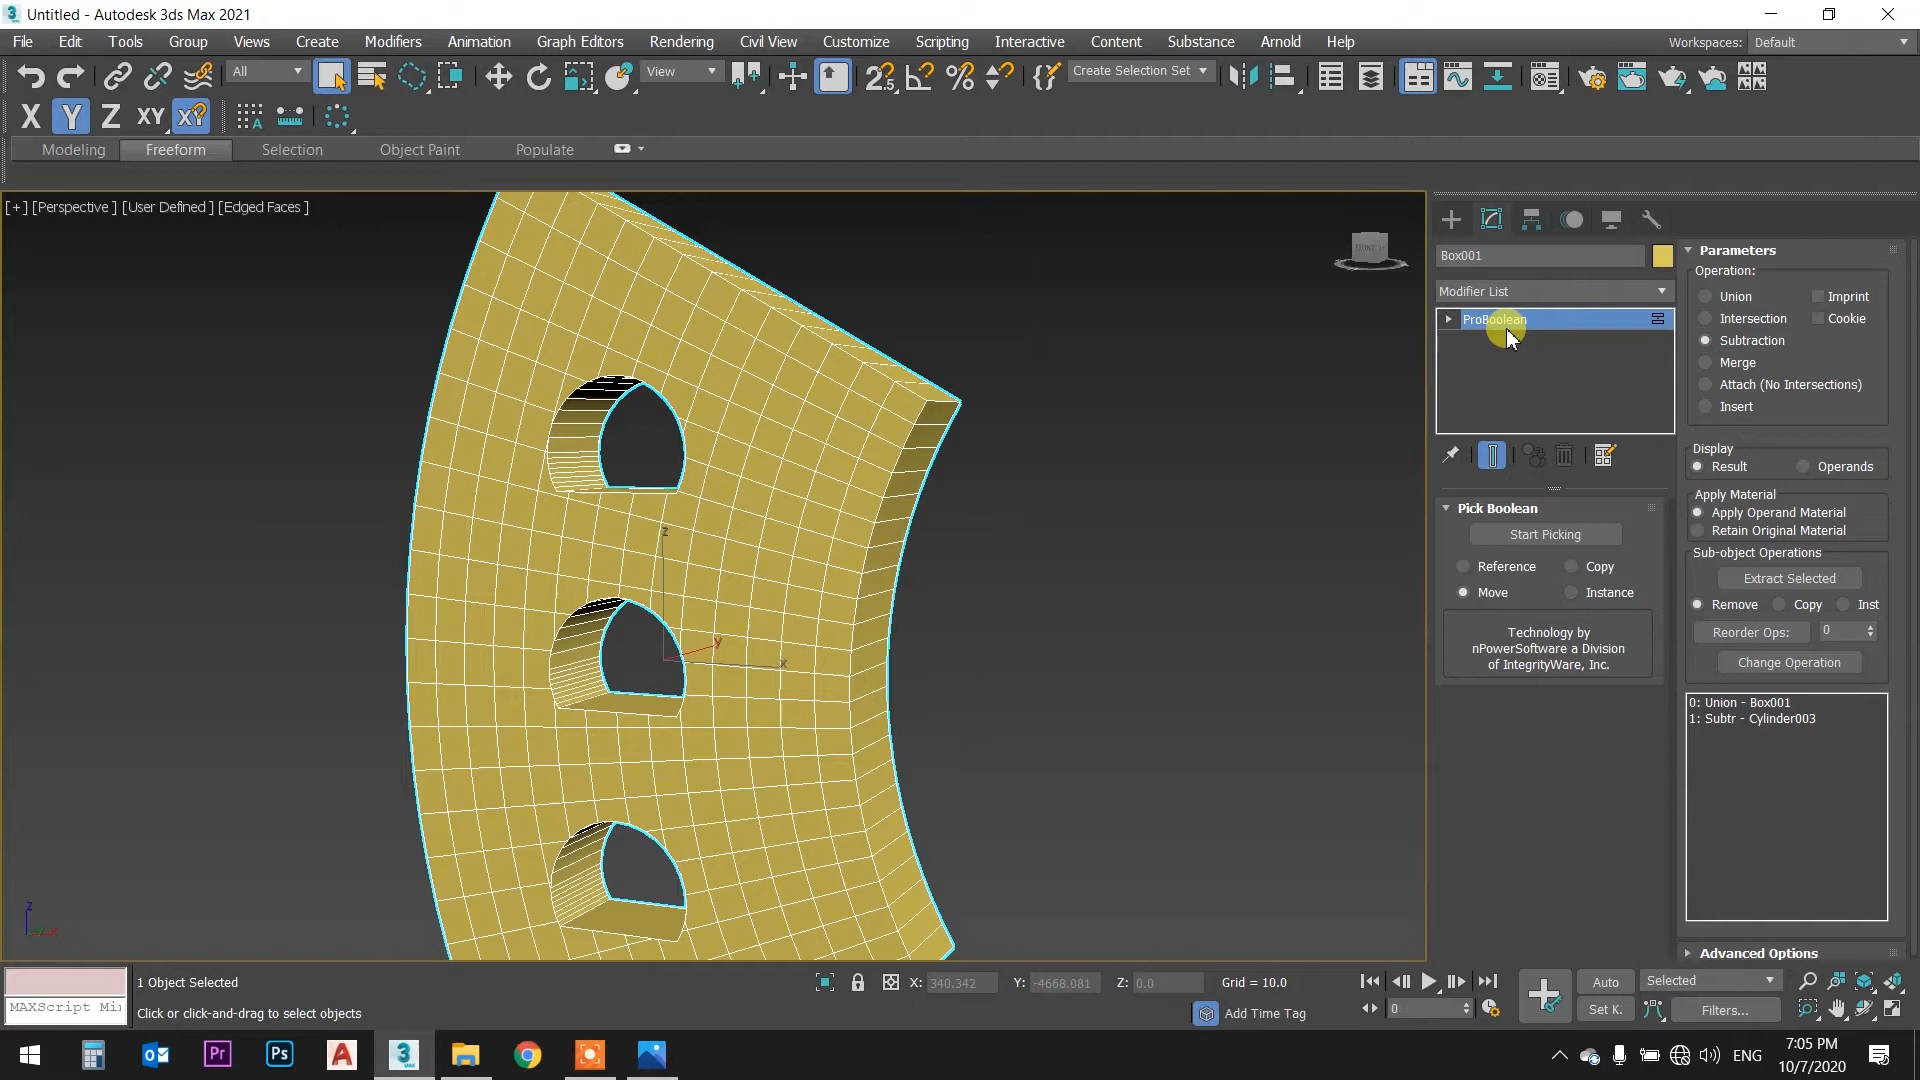 Untitled - Autodesk 3ds Max 2021
File Edit Tools Group Views Create Modifiers Animation Graph Editors Rendering Civil View Customize Scripting Interactive Content Substance Arnold Help Workspaces: Default
All View Create Selection Set
X Y Z XY
Modeling Freeform Selection Object Paint Populate
[+] [Perspective ] [User Defined ] [Edged Faces ]
Box001
Modifier List
ProBoolean
Pick Boolean
Start Picking
Reference Copy
Move Instance
Technology by
nPowerSoftware a Division
of IntegrityWare, Inc.
Parameters
Operation:
Union Imprint
Intersection Cookie
Subtraction
Merge
Attach (No Intersections)
Insert
Display
Result Operands
Apply Material
Apply Operand Material
Retain Original Material
Sub-object Operations
Extract Selected
Remove Copy Inst
Reorder Ops: 0
Change Operation
0: Union - Box001
1: Subtr - Cylinder003
Advanced Options
z
y
x
z
x
1 Object Selected X: 340.342 Y: -4668.081 Z: 0.0 Grid = 10.0 Auto Selected
MAXScript Mi Click or click-and-drag to select objects Add Time Tag 0 Set K. Filters...
ENG
7:05 PM
10/7/2020